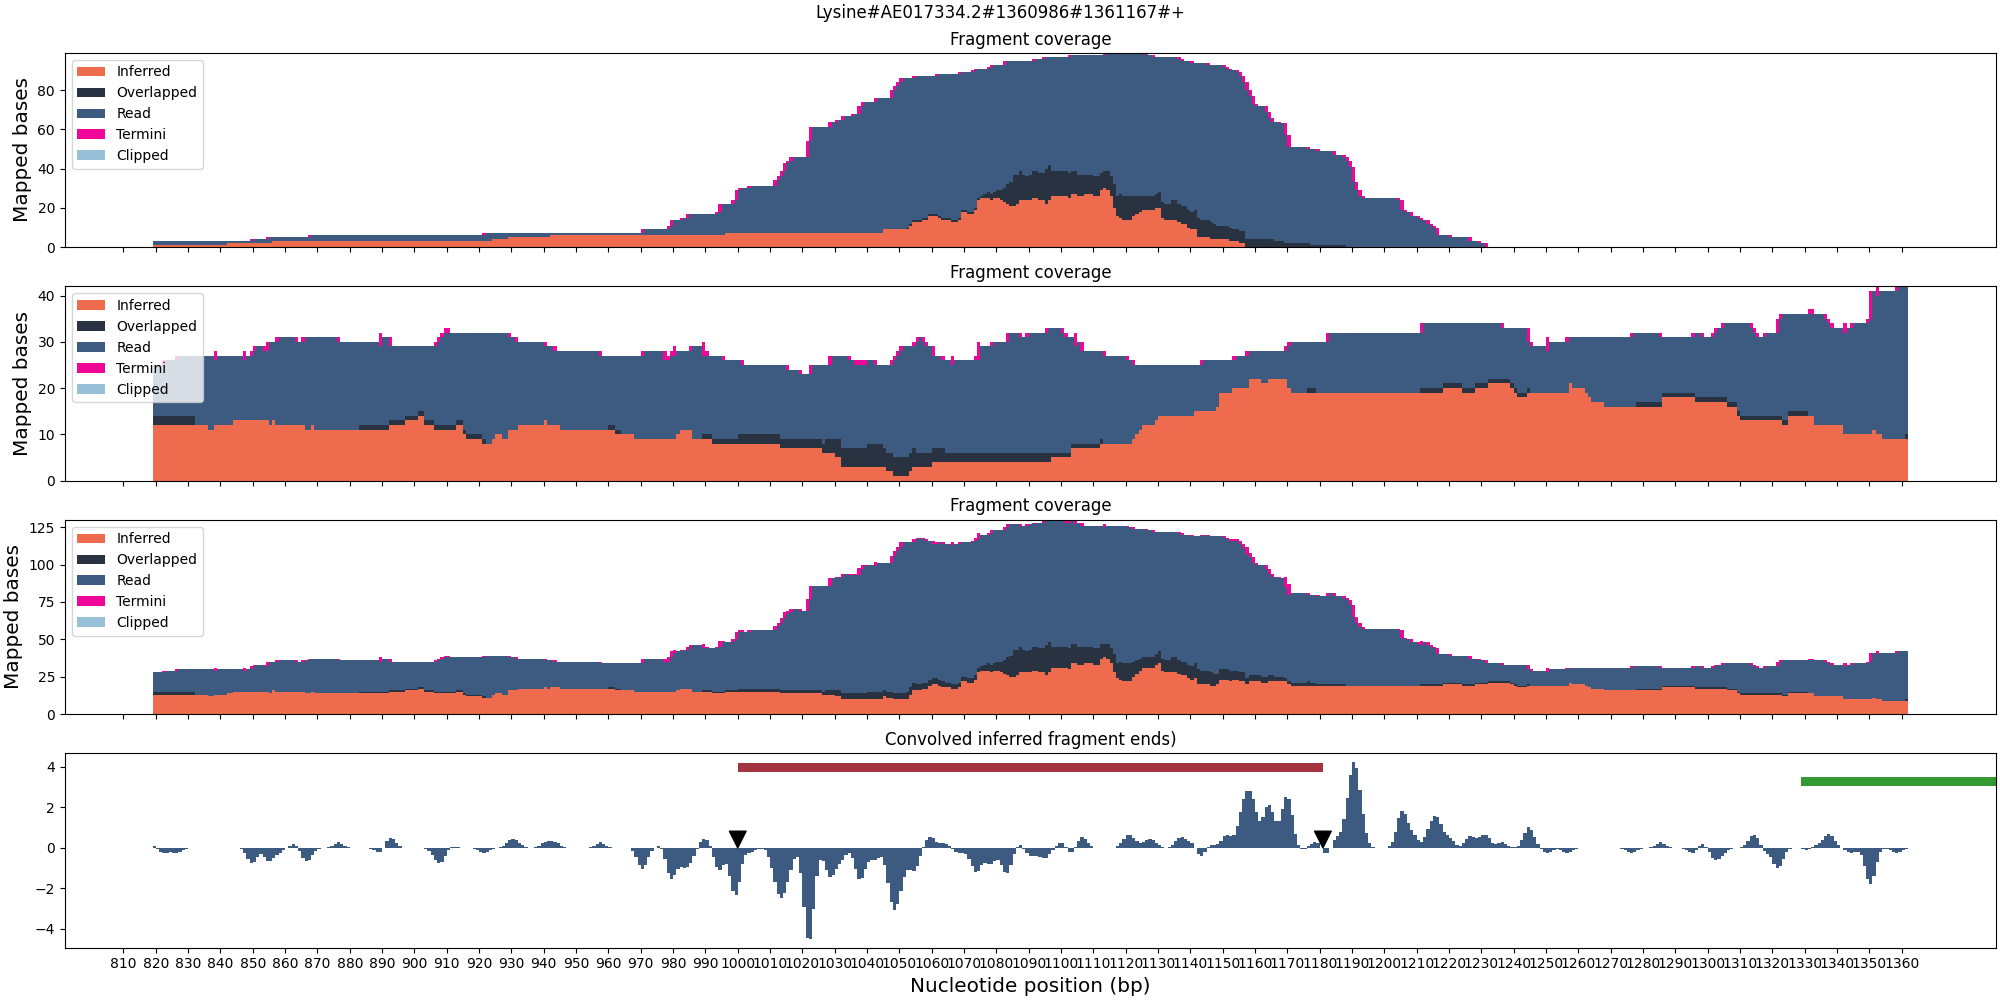 Lysine#AE017334.2#1360986#1361167#+
Fragment coverage
Mapped bases
80
60
40
20
0
Inferred
Overlapped
Read
Termini
Clipped
Fragment coverage
Mapped bases
40
30
20
10
0
Inferred
Overlapped
Read
Termini
Clipped
Fragment coverage
Mapped bases
125
100
75
50
25
0
Inferred
Overlapped
Read
Termini
Clipped
Convolved inferred fragment ends)
4
2
0
−2
−4
810 820 830 840 850 860 870 880 890 900 910 920 930 940 950 960 970 980 990 1000 1010 1020 1030 1040 1050 1060 1070 1080 1090 1100 1110 1120 1130 1140 1150 1160 1170 1180 1190 1200 1210 1220 1230 1240 1250 1260 1270 1280 1290 1300 1310 1320 1330 1340 1350 1360
Nucleotide position (bp)